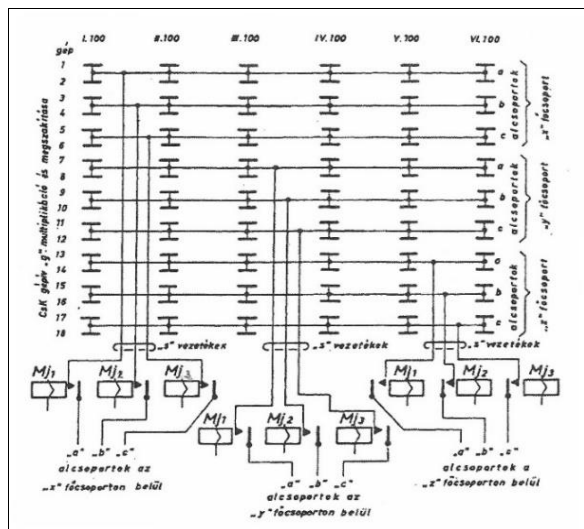 I.100 II.100 III.100 IV.100 V.100 VI.100
gép
1
2
3
4
5
6
7
8
9
10
11
12
13
14
15
16
17
18
CsK gépív „g” multiplikáció és megszakítása
a
b
c
alcsoportok
„x” főcsoport
a
b
c
alcsoportok
„y” főcsoport
a
b
c
alcsoportok
„z” főcsoport
„s” vezetékek „s” vezetékek „s” vezetékek
Mj1 Mj2 Mj3
Mj1 Mj2 Mj3
Mj1 Mj2 Mj3
„a” „b” „c”
alcsoportok az
„x” főcsoporton belül
„a” „b” „c”
alcsoportok az
„y” főcsoporton belül
„a” „b” „c”
alcsoportok a
„z” főcsoporton belül